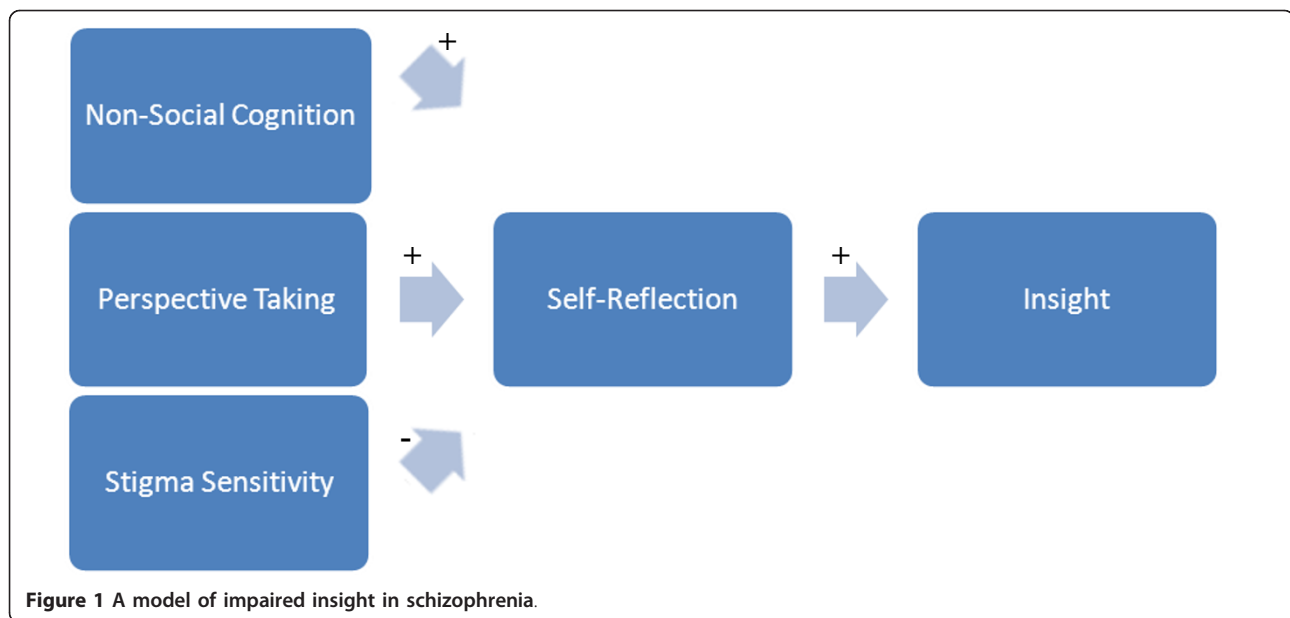 +
Non-Social Cognition
+
+
Perspective Taking
Self-Reflection
Insight
-
Stigma Sensitivity
Figure 1 A model of impaired insight in schizophrenia.